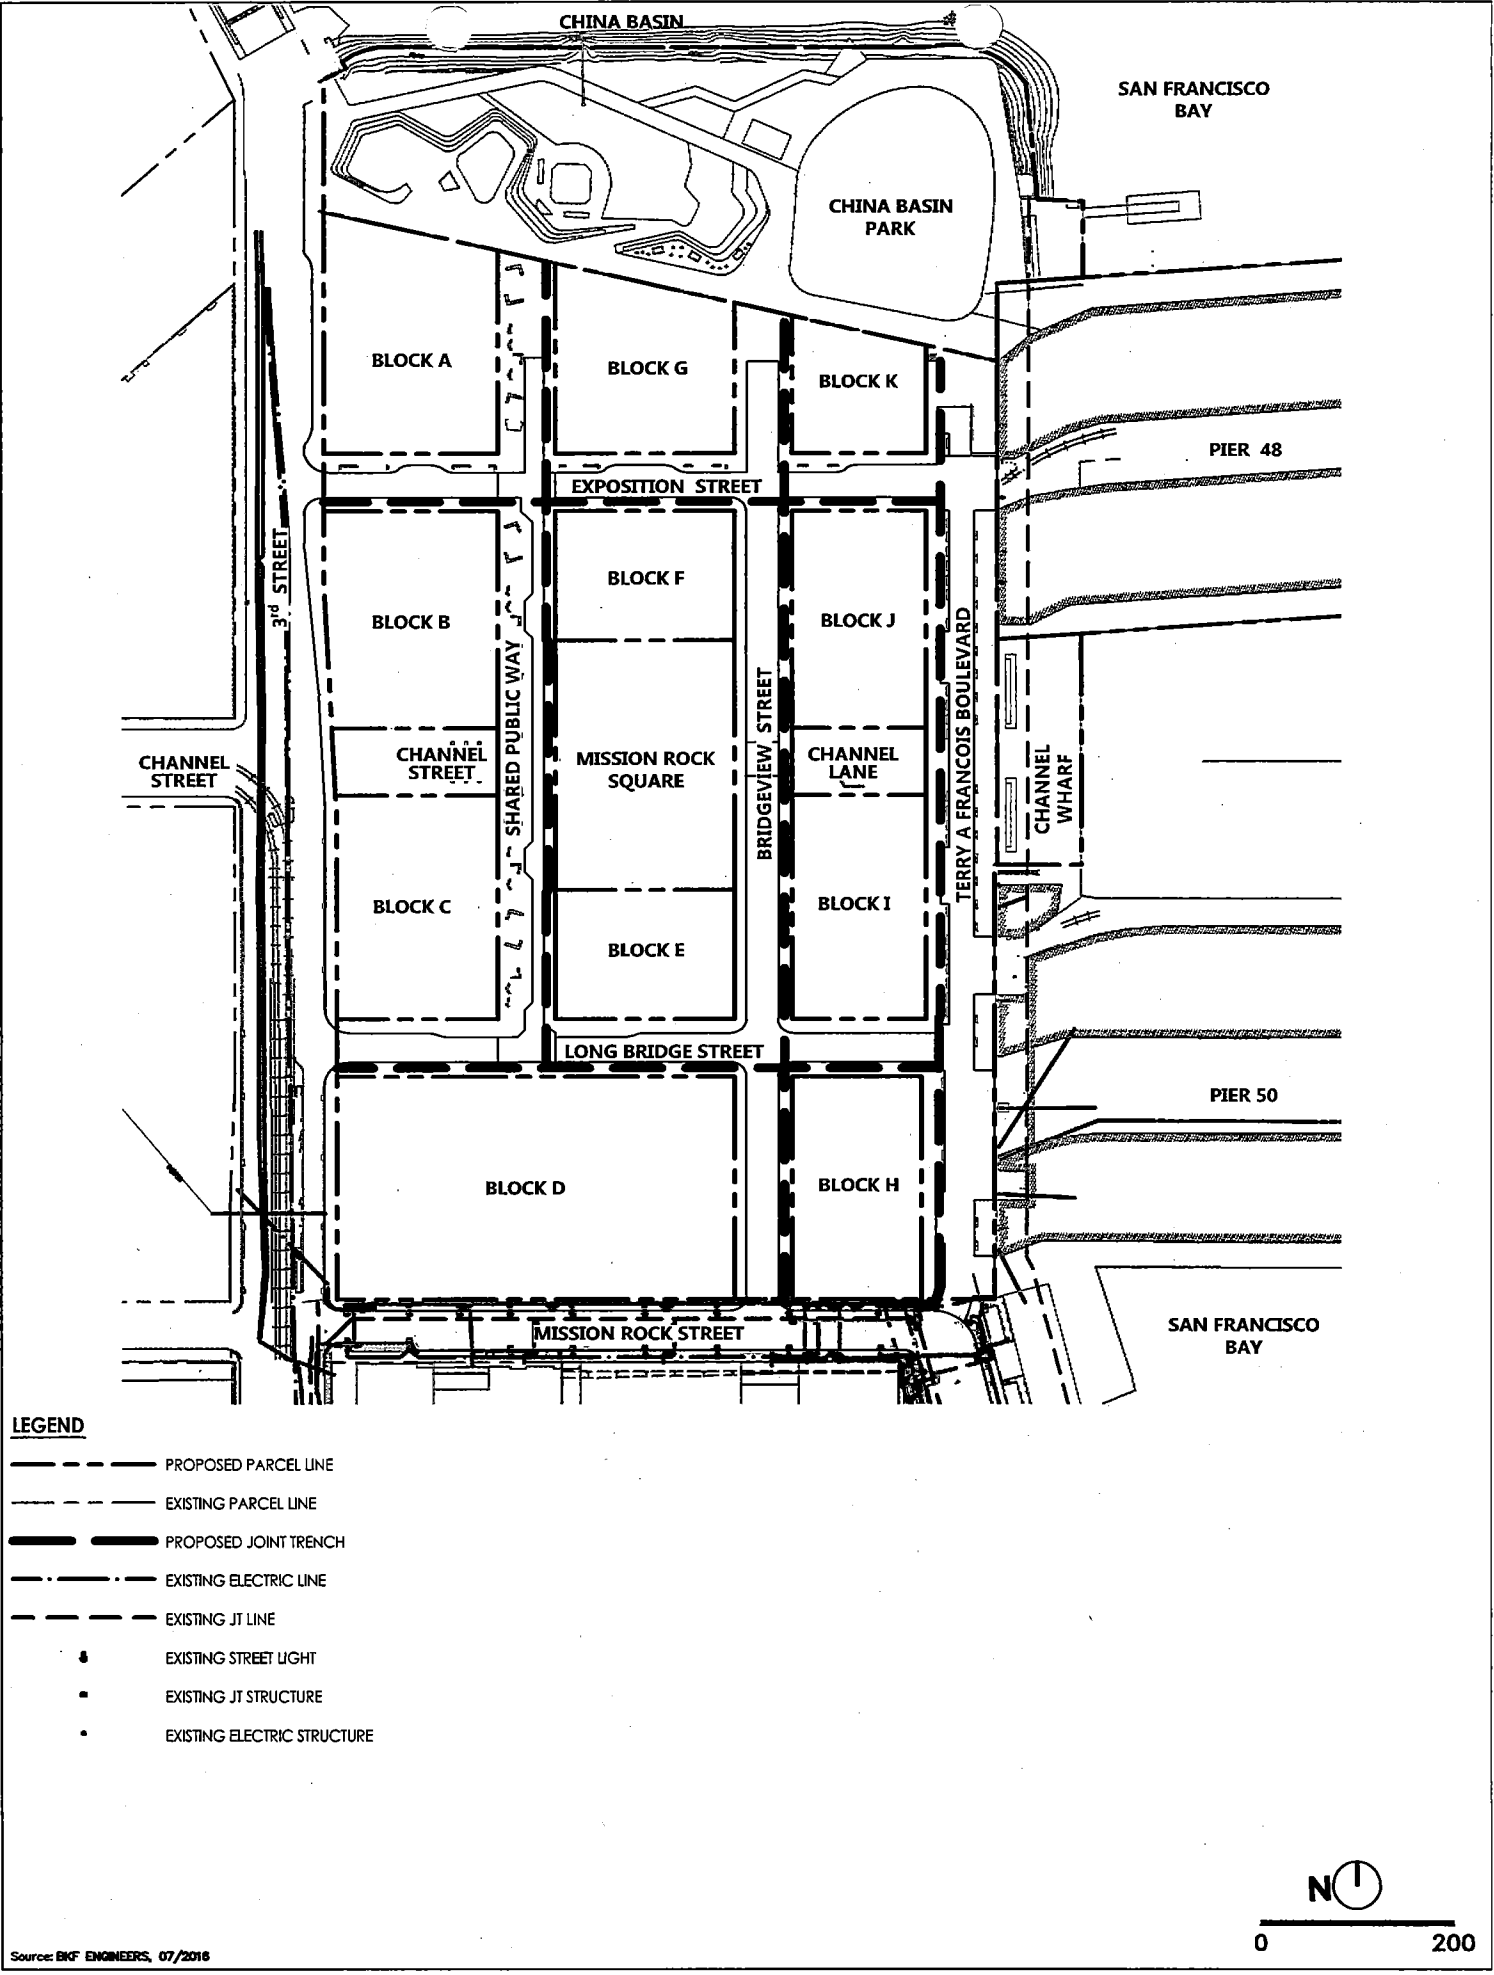 CHINA BASIN
SAN FRANCISCO
BAY
CHINA BASIN
PARK
BLOCK A
BLOCK G
BLOCK K
PIER 48
EXPOSITION STREET
3rd STREET
BLOCK F
BLOCK B
BLOCK J
SHARED PUBLIC WAY
BRIDGEVIEW STREET
TERRY A FRANCOIS BOULEVARD
CHANNEL
STREET
CHANNEL
STREET
MISSION ROCK
SQUARE
CHANNEL
LANE
CHANNEL
WHARF
BLOCK C
BLOCK I
BLOCK E
LONG BRIDGE STREET
PIER 50
BLOCK D
BLOCK H
MISSION ROCK STREET
SAN FRANCISCO
BAY
LEGEND
PROPOSED PARCEL LINE
EXISTING PARCEL LINE
PROPOSED JOINT TRENCH
EXISTING ELECTRIC LINE
EXISTING JT LINE
EXISTING STREET LIGHT
EXISTING JT STRUCTURE
EXISTING ELECTRIC STRUCTURE
N
0 200
Source: BKF ENGINEERS, 07/2016